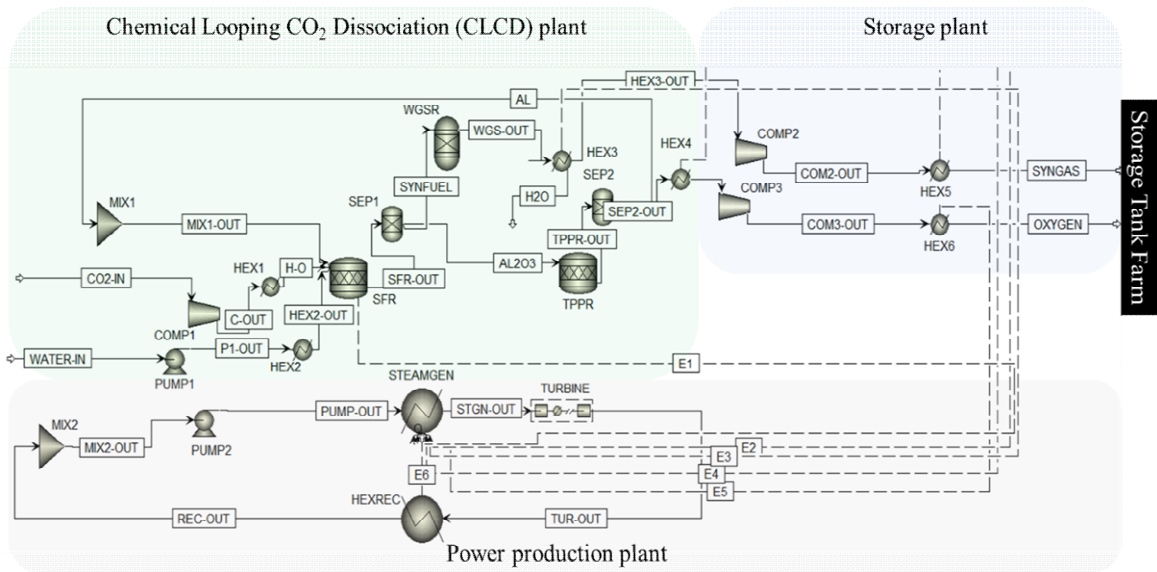 Chemical Looping CO₂ Dissociation (CLCD) plant
Storage plant
HEX3-OUT
AL
WGSR
WGS-OUT
COMP2
HEX3
HEX4
SEP2
COM2-OUT
HEX5
SYNGAS
SYNFUEL
H2O
COMP3
MIX1
SEP1
MIX1-OUT
SEP2-OUT
COM3-OUT
HEX6
OXYGEN
TPPR-OUT
HEX1
H-O
AL2O3
CO2-IN
SFR-OUT
SFR
TPPR
C-OUT
HEX2-OUT
COMP1
WATER-IN
P1-OUT
HEX2
PUMP1
E1
Storage Tank Farm
STEAMGEN
TURBINE
PUMP-OUT
STGN-OUT
MIX2
MIX2-OUT
PUMP2
E2
E3
E4
E5
E6
HEXREC
REC-OUT
TUR-OUT
Power production plant